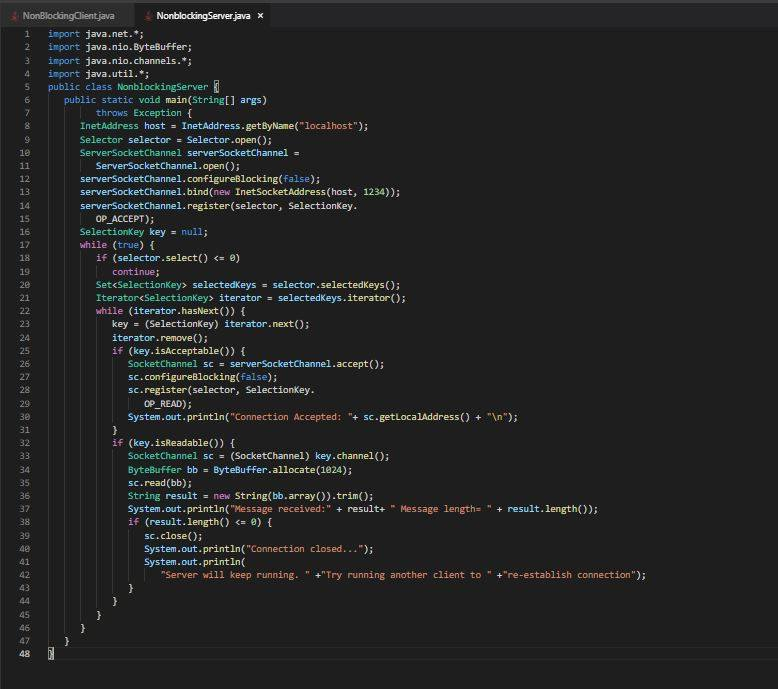 NonBlockingClient.java NonblockingServer.java ×
1 import java.net.*;
2 import java.nio.ByteBuffer;
3 import java.nio.channels.*;
4 import java.util.*;
5 public class NonblockingServer {
6 public static void main(String[] args)
7 throws Exception {
8 InetAddress host = InetAddress.getByName("localhost");
9 Selector selector = Selector.open();
10 ServerSocketChannel serverSocketChannel =
11 ServerSocketChannel.open();
12 serverSocketChannel.configureBlocking(false);
13 serverSocketChannel.bind(new InetSocketAddress(host, 1234));
14 serverSocketChannel.register(selector, SelectionKey.
15 OP_ACCEPT);
16 SelectionKey key = null;
17 while (true) {
18 if (selector.select() <= 0)
19 continue;
20 Set<SelectionKey> selectedKeys = selector.selectedKeys();
21 Iterator<SelectionKey> iterator = selectedKeys.iterator();
22 while (iterator.hasNext()) {
23 key = (SelectionKey) iterator.next();
24 iterator.remove();
25 if (key.isAcceptable()) {
26 SocketChannel sc = serverSocketChannel.accept();
27 sc.configureBlocking(false);
28 sc.register(selector, SelectionKey.
29 OP_READ);
30 System.out.println("Connection Accepted: "+ sc.getLocalAddress() + "\n");
31 }
32 if (key.isReadable()) {
33 SocketChannel sc = (SocketChannel) key.channel();
34 ByteBuffer bb = ByteBuffer.allocate(1024);
35 sc.read(bb);
36 String result = new String(bb.array()).trim();
37 System.out.println("Message received:" + result+ " Message length= " + result.length());
38 if (result.length() <= 0) {
39 sc.close();
40 System.out.println("Connection closed...");
41 System.out.println(
42 "Server will keep running. " +"Try running another client to " +"re-establish connection");
43 }
44 }
45 }
46 }
47 }
48 }